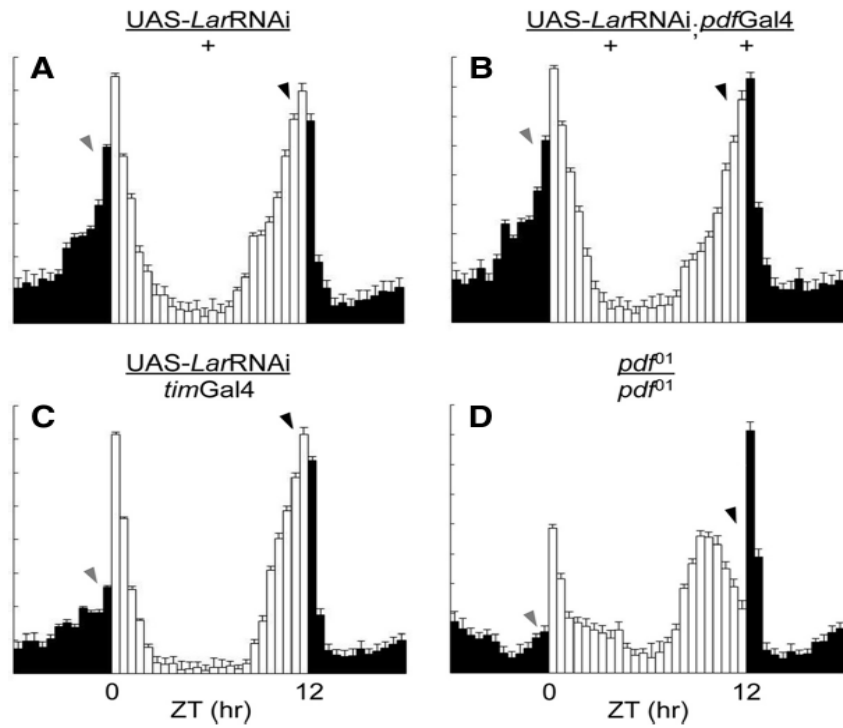 UAS-LarRNAi
+
A
UAS-LarRNAi;pdfGal4
+ +
B
UAS-LarRNAi
timGal4
C
0 12
ZT (hr)
pdf⁰¹
pdf⁰¹
D
0 12
ZT (hr)